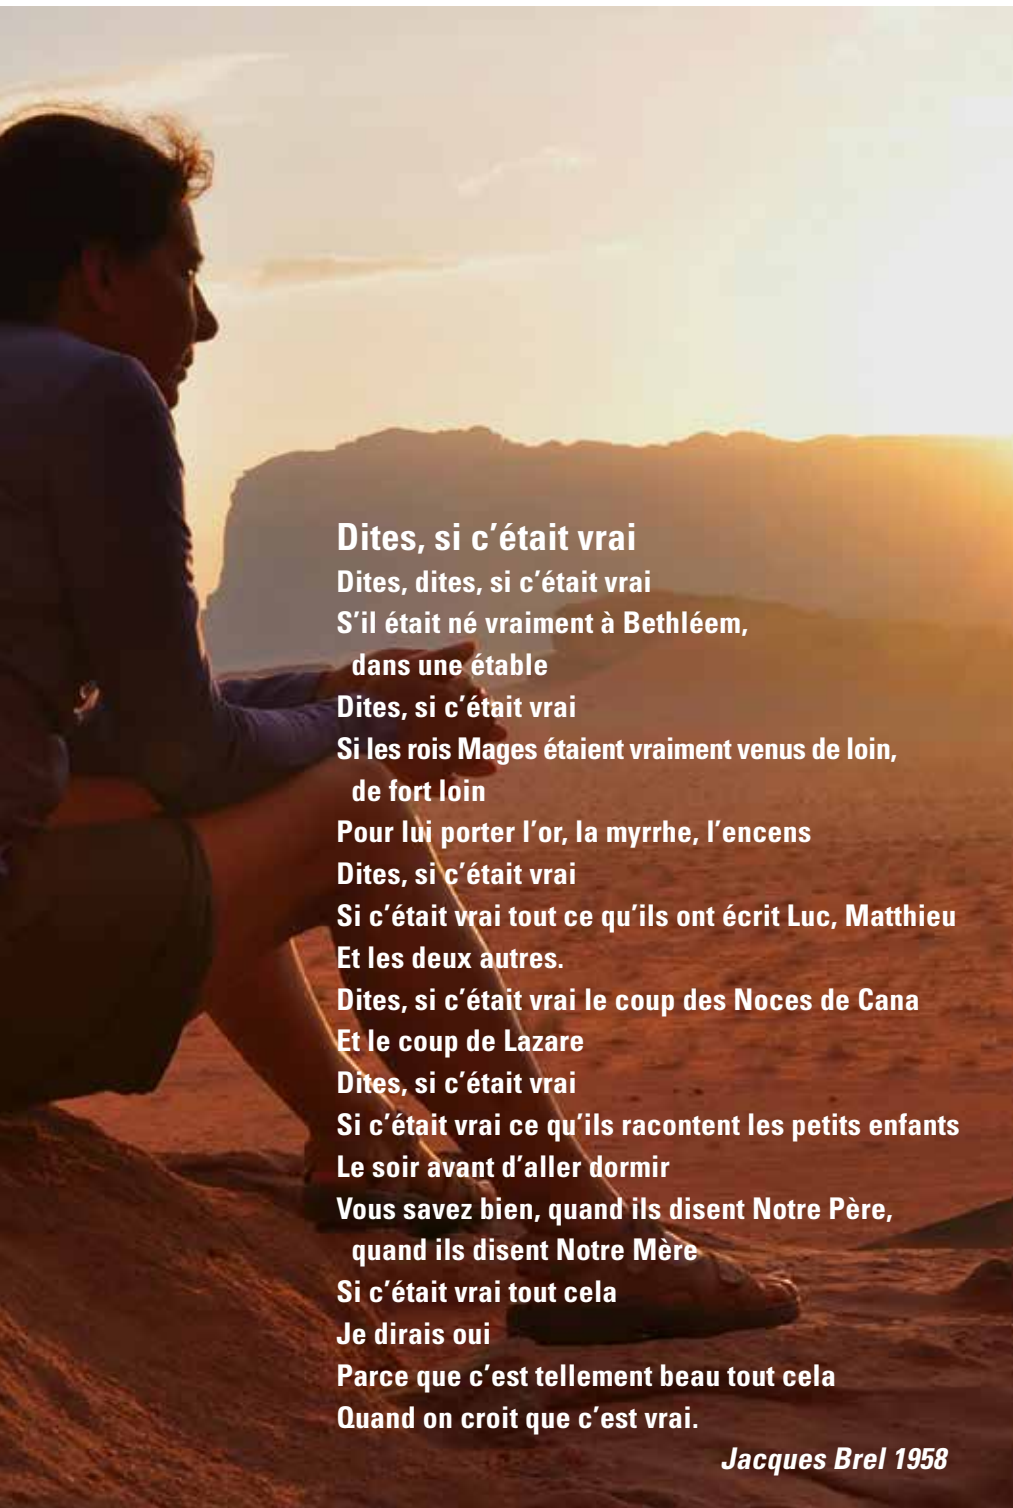 Dites, si c’était vrai
Dites, dites, si c’était vrai
S’il était né vraiment à Bethléem,
dans une étable
Dites, si c’était vrai
Si les rois Mages étaient vraiment venus de loin,
de fort loin
Pour lui porter l’or, la myrrhe, l’encens
Dites, si c’était vrai
Si c’était vrai tout ce qu’ils ont écrit Luc, Matthieu
Et les deux autres.
Dites, si c’était vrai le coup des Noces de Cana
Et le coup de Lazare
Dites, si c’était vrai
Si c’était vrai ce qu’ils racontent les petits enfants
Le soir avant d’aller dormir
Vous savez bien, quand ils disent Notre Père,
quand ils disent Notre Mère
Si c’était vrai tout cela
Je dirais oui
Parce que c’est tellement beau tout cela
Quand on croit que c’est vrai.
Jacques Brel 1958